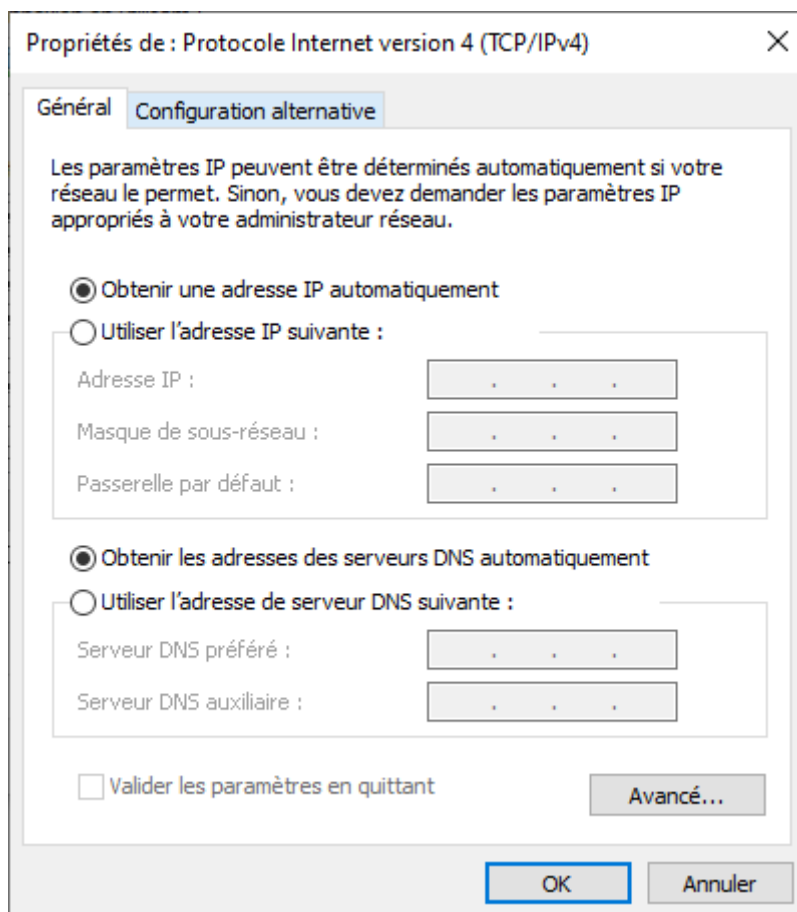 Propriétés de : Protocole Internet version 4 (TCP/IPv4)
Général
Configuration alternative
Les paramètres IP peuvent être déterminés automatiquement si votre
réseau le permet. Sinon, vous devez demander les paramètres IP
appropriés à votre administrateur réseau.
Obtenir une adresse IP automatiquement
Utiliser l'adresse IP suivante :
Adresse IP :
Masque de sous-réseau :
Passerelle par défaut :
Obtenir les adresses des serveurs DNS automatiquement
Utiliser l'adresse de serveur DNS suivante :
Serveur DNS préféré :
Serveur DNS auxiliaire :
Valider les paramètres en quittant
Avancé...
OK
Annuler